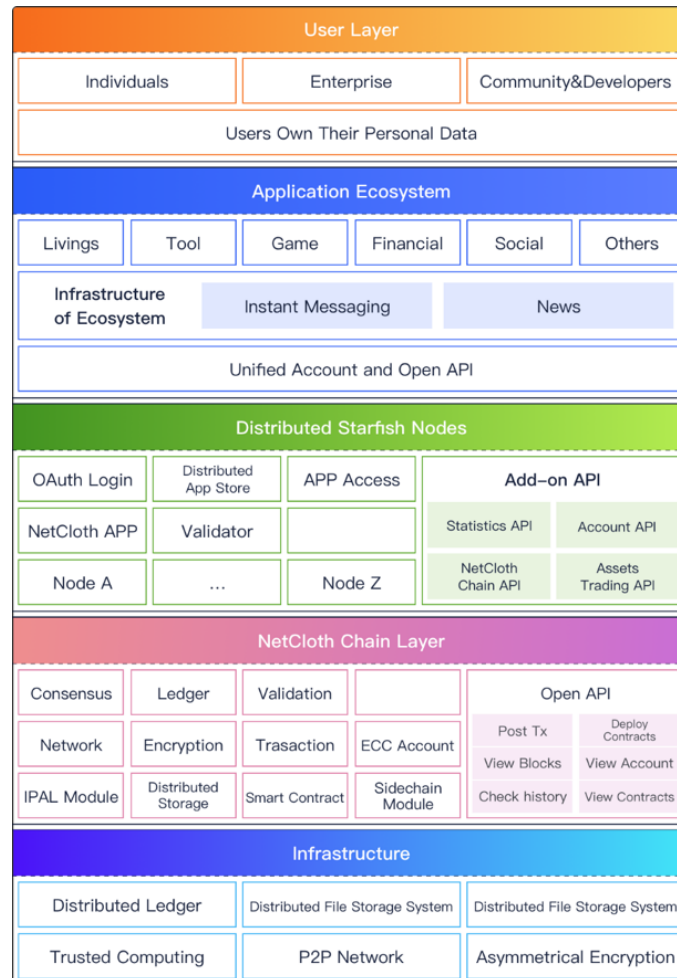 User Layer
Individuals
Enterprise
Community&Developers
Users Own Their Personal Data
Application Ecosystem
Livings
Tool
Game
Financial
Social
Others
Infrastructure
of Ecosystem
Instant Messaging
News
Unified Account and Open API
Distributed Starfish Nodes
OAuth Login
Distributed
App Store
APP Access
NetCloth APP
Validator
Node A
...
Node Z
Add-on API
Statistics API
Account API
NetCloth
Chain API
Assets
Trading API
NetCloth Chain Layer
Consensus
Ledger
Validation
Network
Encryption
Trasaction
ECC Account
IPAL Module
Distributed
Storage
Smart Contract
Sidechain
Module
Open API
Post Tx
Deploy
Contracts
View Blocks
View Account
Check history
View Contracts
Infrastructure
Distributed Ledger
Distributed File Storage System
Distributed File Storage System
Trusted Computing
P2P Network
Asymmetrical Encryption